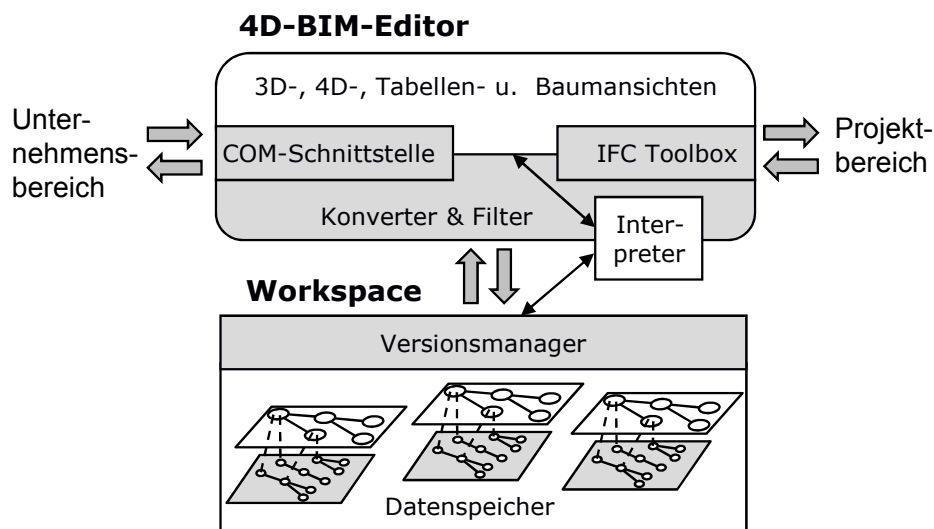 4D-BIM-Editor
3D-, 4D-, Tabellen- u. Baumansichten
Unter-
nehmens-
bereich
COM-Schnittstelle
IFC Toolbox
Projekt-
bereich
Konverter & Filter
Inter-
preter
Workspace
Versionsmanager
Datenspeicher